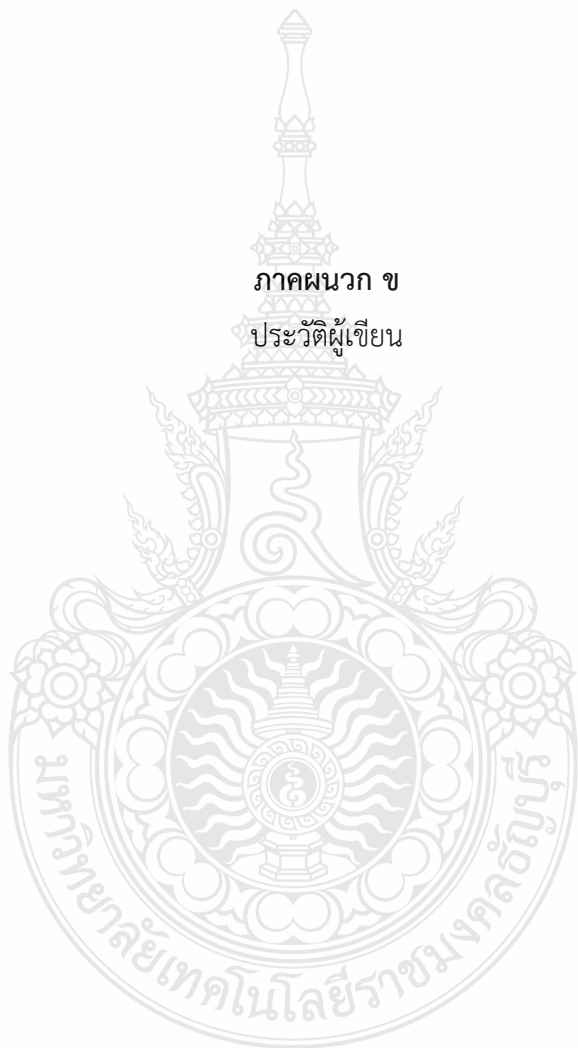 ภาคผนวก ข
ประวัติผู้เขียน
มหาวิทยาลัยเทคโนโลยีราชมงคลธัญบุรี